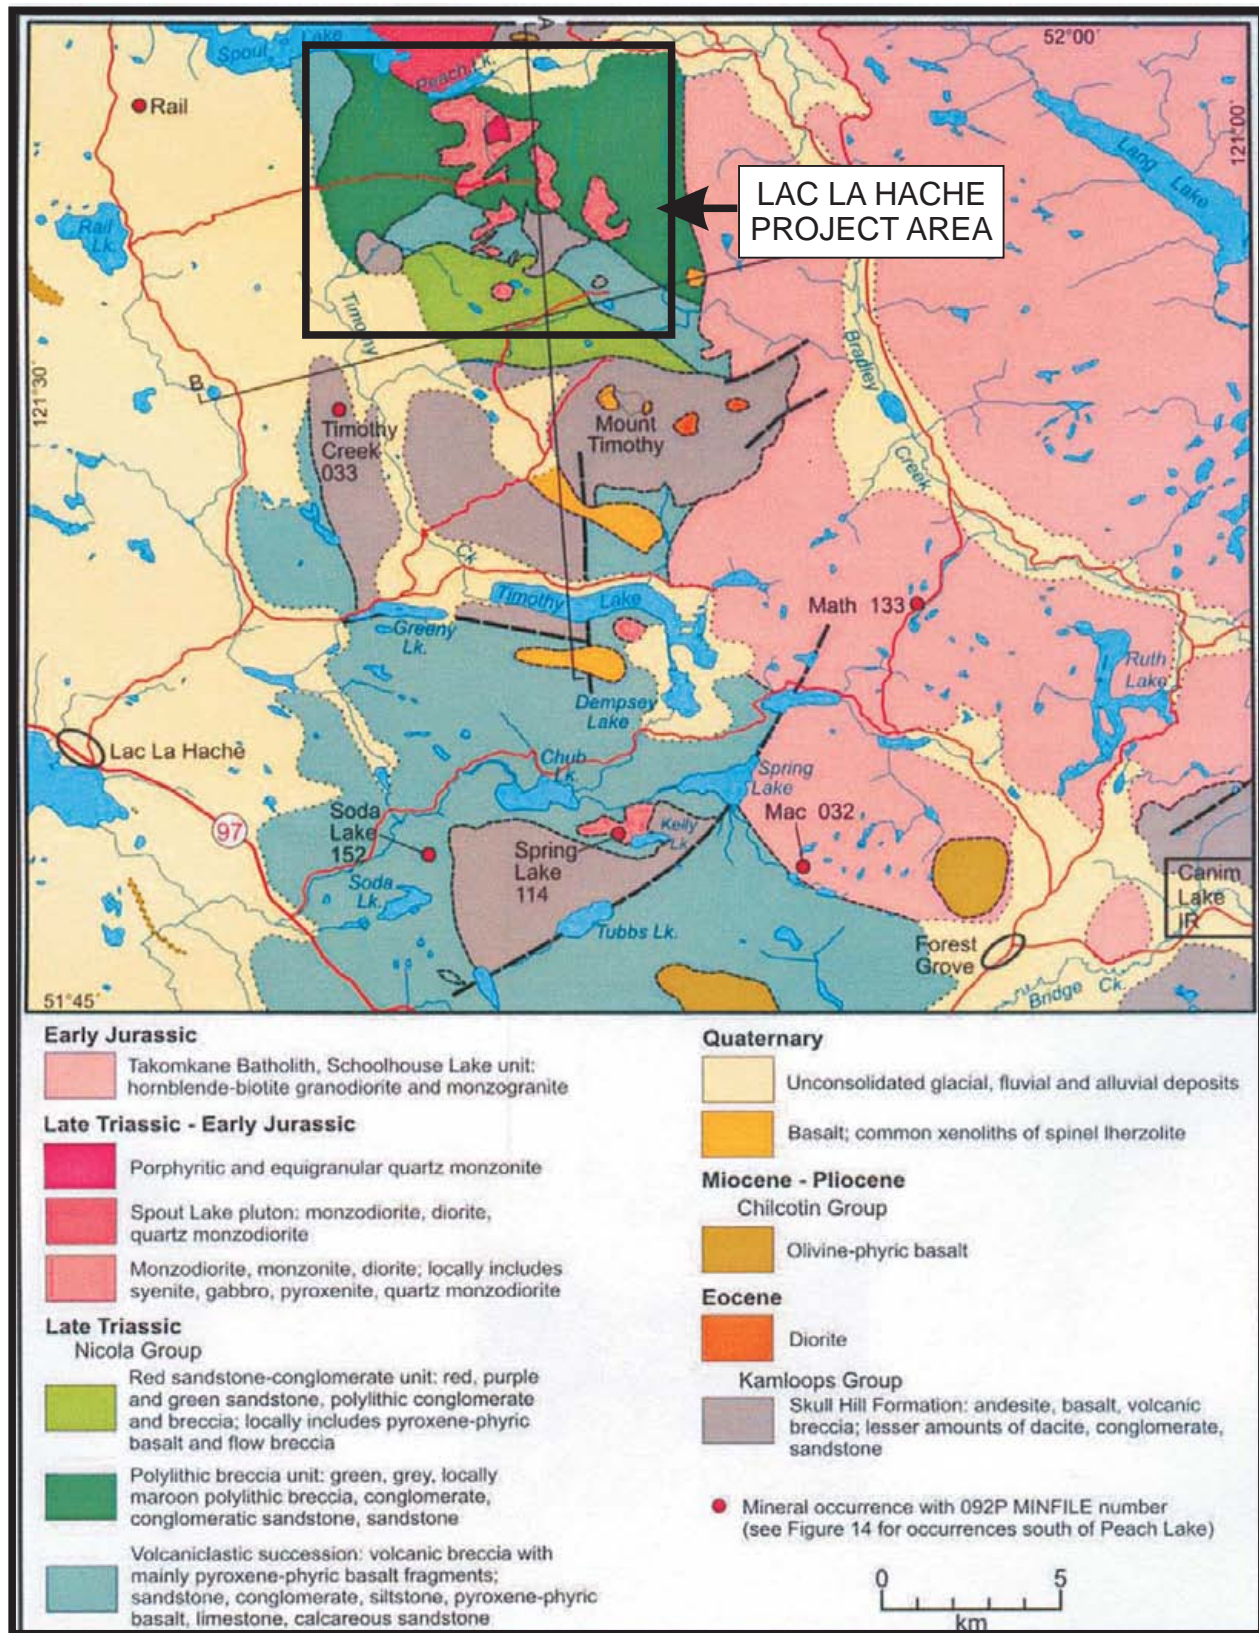 A
52°00'
Spout Lake
Peach Lk.
Rail
121°00'
Lang
Lake
LAC LA HACHE
PROJECT AREA
Rail
Lk.
Timothy
Bradley
121°30'
B
Timothy
Creek
033
Mount
Timothy
Creek
Ck.
Timothy Lake
Math 133
Greeny
Lk.
Ruth
Lake
Dempsey
Lake
Lac La Hache
Chub
Lk.
Spring
Lake
97
Soda
Lake
152
Mac 032
Spring
Lake
114
Kelly
Lk.
Canim
Lake
IR
Soda
Lk.
Tubbs Lk.
Forest
Grove
51°45'
Bridge Ck.
Early Jurassic
Takomkane Batholith, Schoolhouse Lake unit:
hornblende-biotite granodiorite and monzogranite
Late Triassic - Early Jurassic
Porphyritic and equigranular quartz monzonite
Spout Lake pluton: monzodiorite, diorite,
quartz monzodiorite
Monzodiorite, monzonite, diorite; locally includes
syenite, gabbro, pyroxenite, quartz monzodiorite
Late Triassic
Nicola Group
Red sandstone-conglomerate unit: red, purple
and green sandstone, polylithic conglomerate
and breccia; locally includes pyroxene-phyric
basalt and flow breccia
Polylithic breccia unit: green, grey, locally
maroon polylithic breccia, conglomerate,
conglomeratic sandstone, sandstone
Volcaniclastic succession: volcanic breccia with
mainly pyroxene-phyric basalt fragments;
sandstone, conglomerate, siltstone, pyroxene-phyric
basalt, limestone, calcareous sandstone
Quaternary
Unconsolidated glacial, fluvial and alluvial deposits
Basalt; common xenoliths of spinel lherzolite
Miocene - Pliocene
Chilcotin Group
Olivine-phyric basalt
Eocene
Diorite
Kamloops Group
Skull Hill Formation: andesite, basalt, volcanic
breccia; lesser amounts of dacite, conglomerate,
sandstone
Mineral occurrence with 092P MINFILE number
(see Figure 14 for occurrences south of Peach Lake)
0 5
km